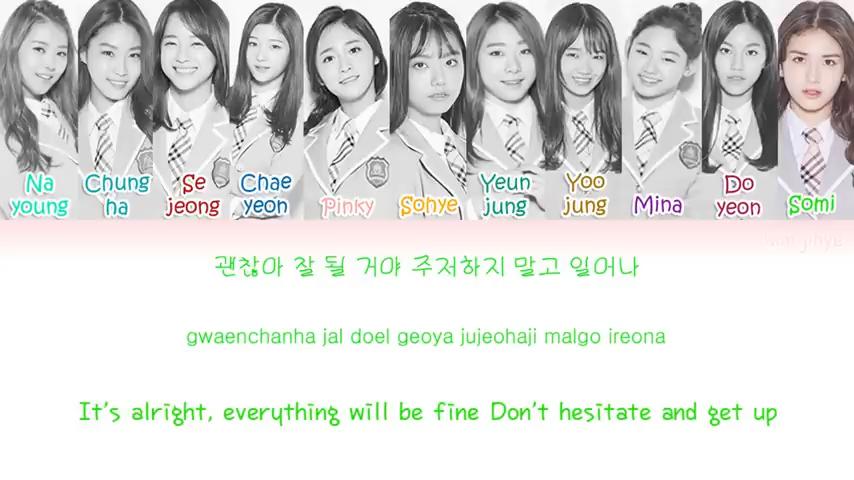 Na young
Chung ha
Se jeong
Chae yeon
Pinky
Sohye
Yeun jung
Yoo jung
Mina
Do yeon
Somi
괜찮아 잘 될 거야 주저하지 말고 일어나
gwaenchanha jal doel geoya jujeohaji malgo ireona
It's alright, everything will be fine Don't hesitate and get up